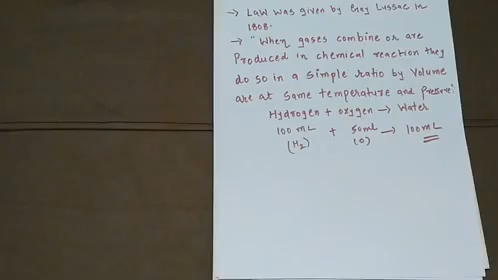 → Law was given by Gay Lussac in
1808.
→ "When gases combine or are
Produced in chemical reaction they
do so in a simple ratio by Volume
are at same temperature and Pressure".
Hydrogen + oxygen → Water
100 mL + 50ml → 100mL
(H₂) (O)